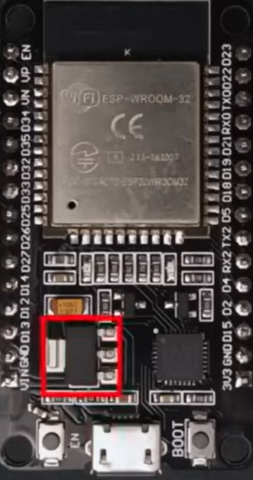 EN
VP
VN
D34
D35
D32
D33
D25
D26
D27
D14
D12
D13
GND
VIN
D23
D22
TX0
RX0
D21
D19
D18
D5
TX2
RX2
D4
D2
D15
GND
3V3
WiFi ESP-WROOM-32
CE
R 211-161007
EN
BOOT